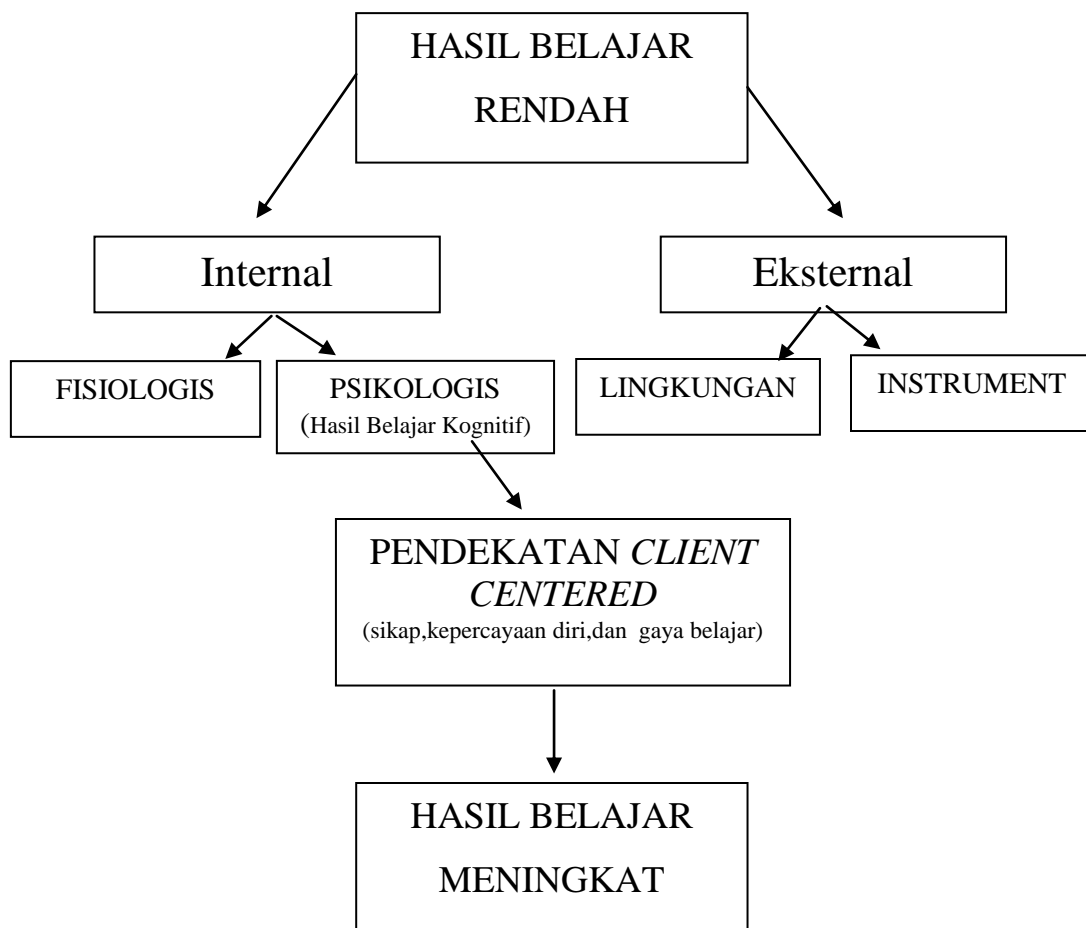 HASIL BELAJAR
RENDAH
Internal
Eksternal
FISIOLOGIS
PSIKOLOGIS
(Hasil Belajar Kognitif)
LINGKUNGAN
INSTRUMENT
PENDEKATAN CLIENT
CENTERED
(sikap,kepercayaan diri,dan gaya belajar)
HASIL BELAJAR
MENINGKAT